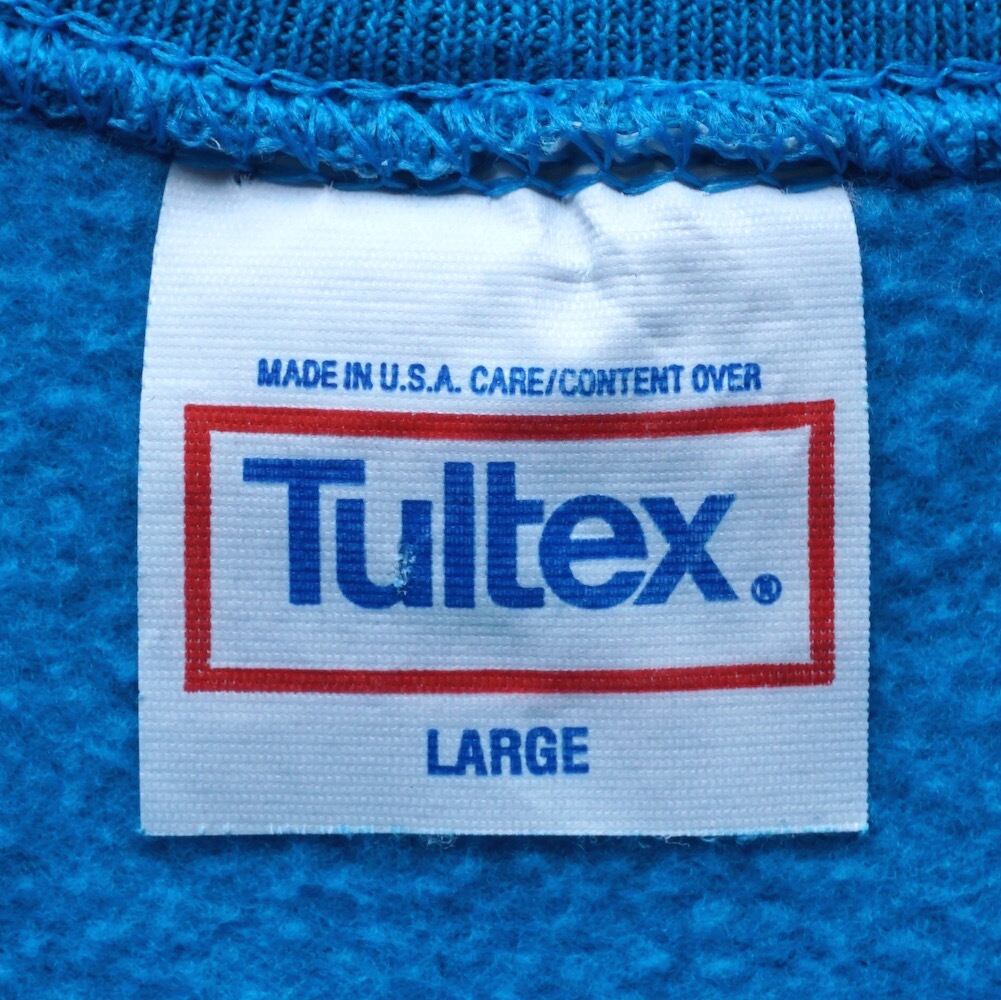 MADE IN U.S.A. CARE/CONTENT OVER
Tultex.®
LARGE